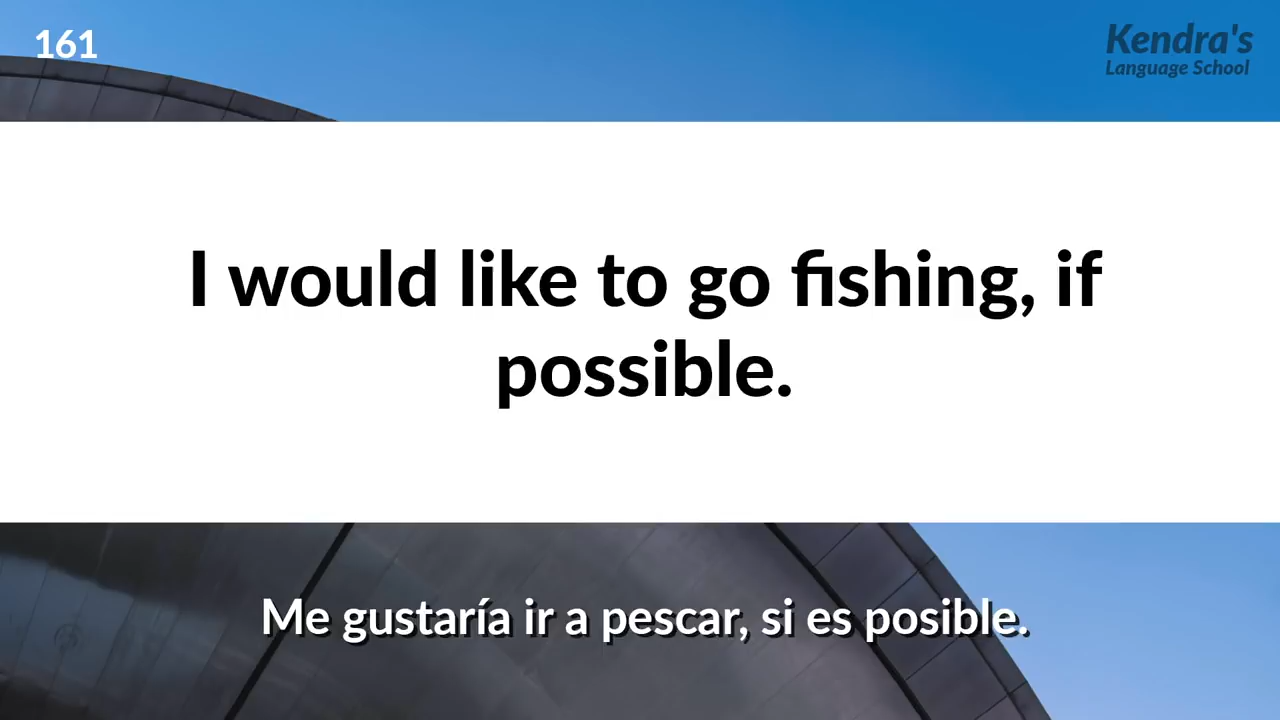 161
Kendra's
Language School
I would like to go fishing, if
possible.
Me gustaría ir a pescar, si es posible.